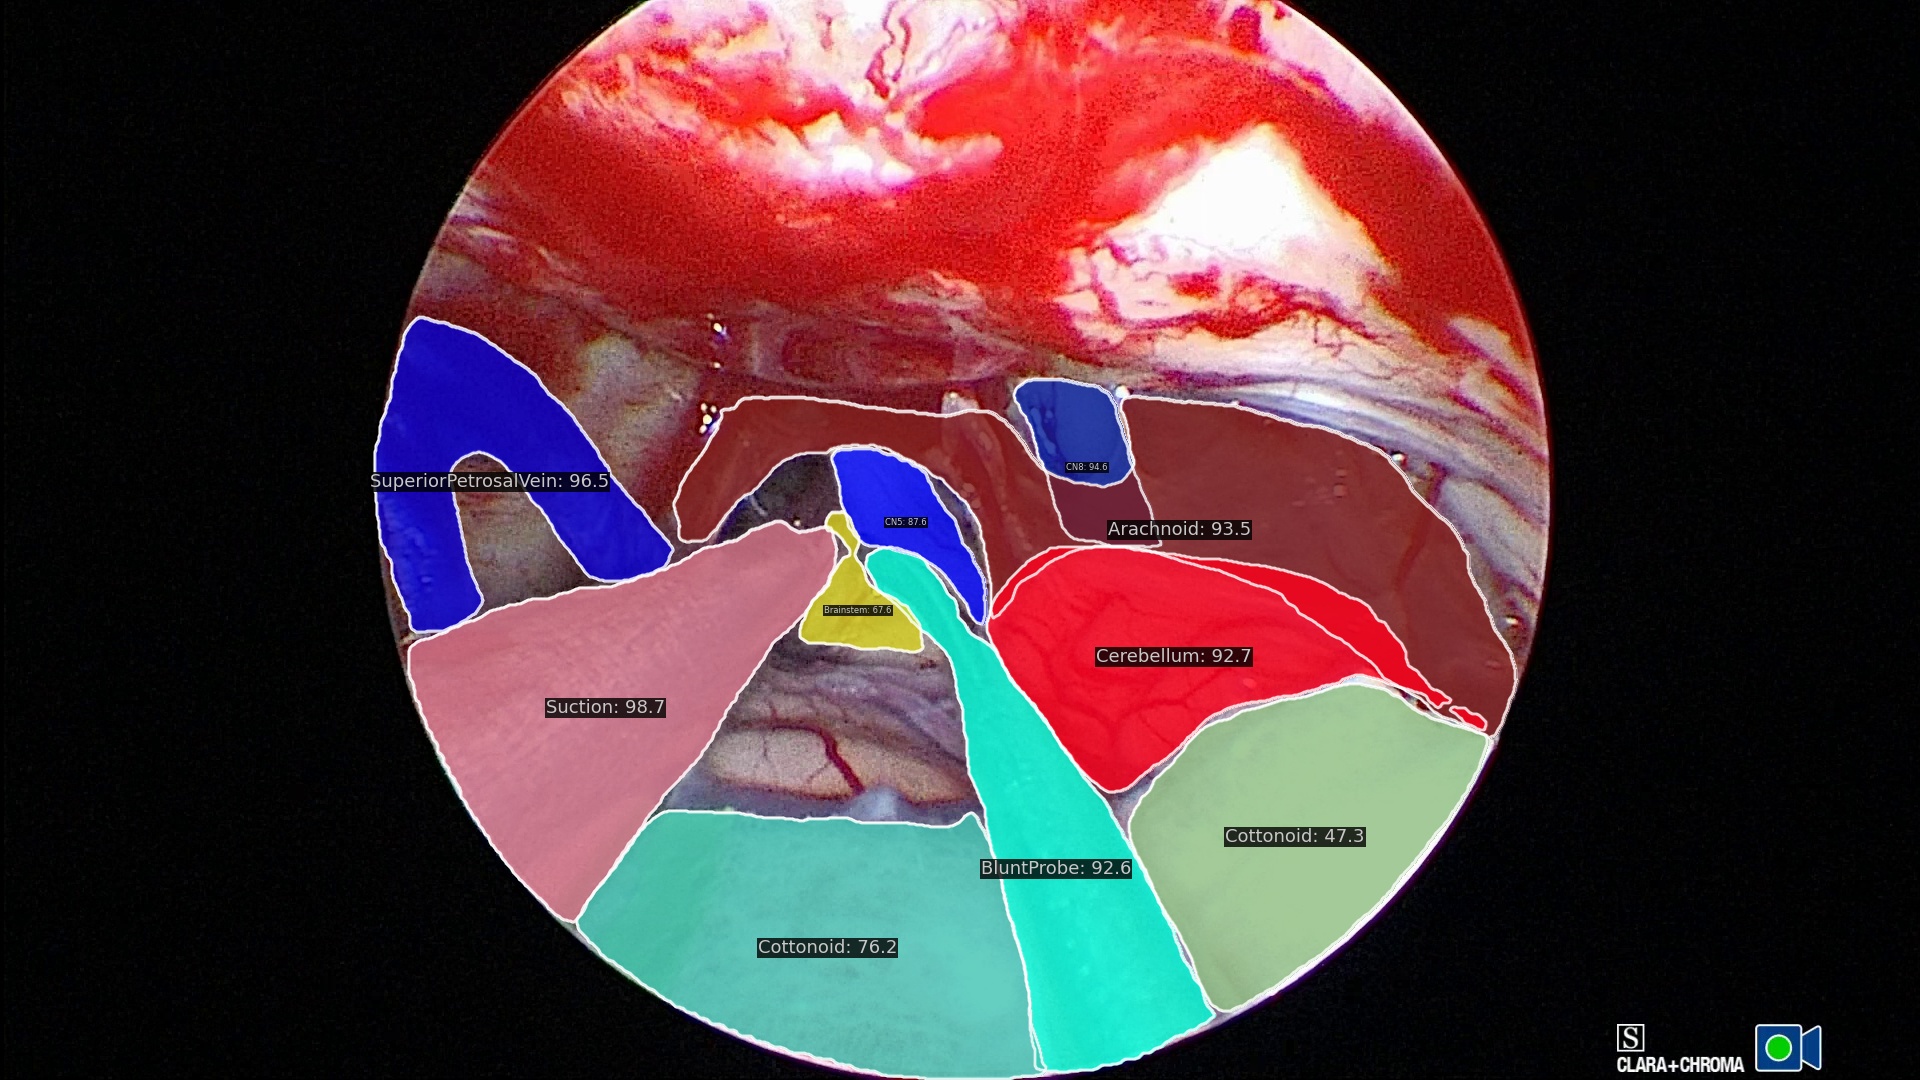 CN8: 94.6
SuperiorPetrosalVein: 96.5
CN5: 87.6
Arachnoid: 93.5
Brainstem: 67.6
Cerebellum: 92.7
Suction: 98.7
Cottonoid: 47.3
BluntProbe: 92.6
Cottonoid: 76.2
S
CLARA+CHROMA